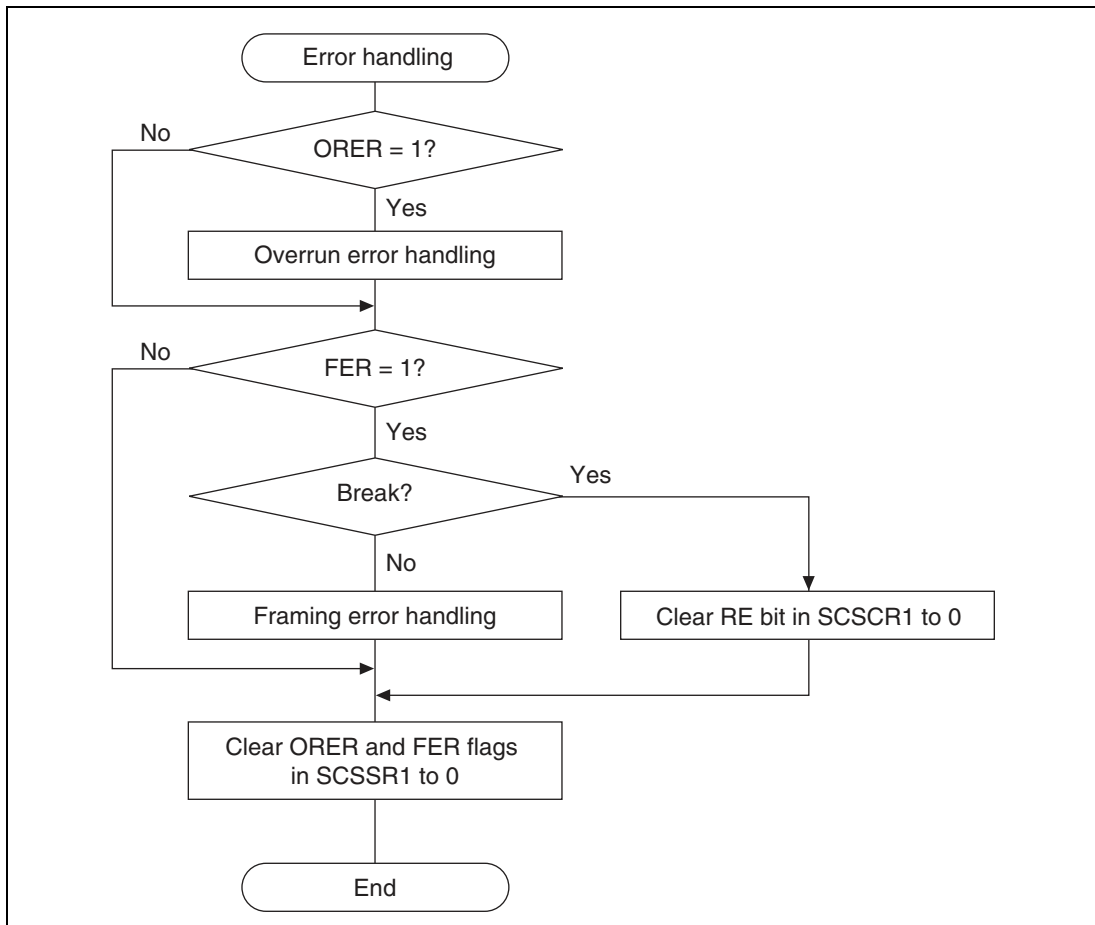 Error handling
No
ORER = 1?
Yes
Overrun error handling
No
FER = 1?
Yes
Yes
Break?
No
Framing error handling
Clear RE bit in SCSCR1 to 0
Clear ORER and FER flags
in SCSSR1 to 0
End